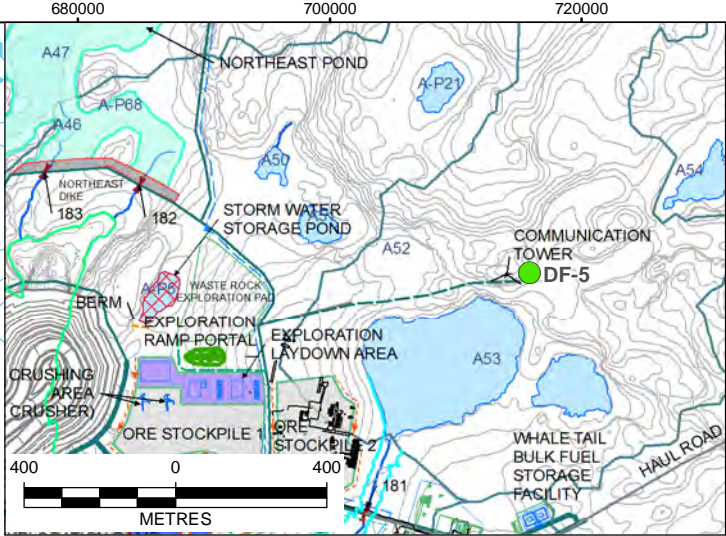 680000
700000
720000
A47
NORTHEAST POND
A-P68
A-P21
A46
A50
A54
NORTHEAST
DIKE
183
182
STORM WATER
STORAGE POND
A52
COMMUNICATION
TOWER
DF-5
WASTE ROCK
EXPLORATION PAD
BERM
EXPLORATION
RAMP PORTAL
EXPLORATION
LAYDOWN AREA
A53
CRUSHING
AREA
CRUSHER)
ORE STOCKPILE 1
ORE
STOCKPILE 2
WHALE TAIL
BULK FUEL
STORAGE
FACILITY
HAUL ROAD
181
400
0
400
METRES